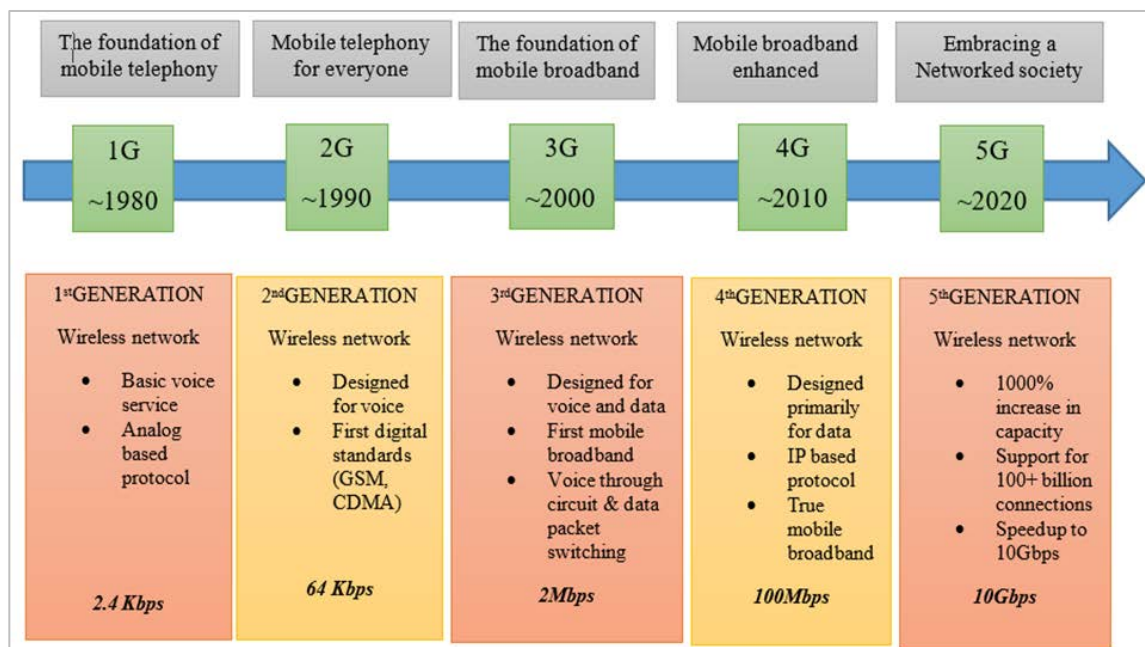 The foundation of
mobile telephony
Mobile telephony
for everyone
The foundation of
mobile broadband
Mobile broadband
enhanced
Embracing a
Networked society
1G
~1980
2G
~1990
3G
~2000
4G
~2010
5G
~2020
1stGENERATION
Wireless network
• Basic voice
service
• Analog
based
protocol
2.4 Kbps
2ndGENERATION
Wireless network
• Designed
for voice
• First digital
standards
(GSM,
CDMA)
64 Kbps
3rdGENERATION
Wireless network
• Designed for
voice and data
• First mobile
broadband
• Voice through
circuit & data
packet
switching
2Mbps
4thGENERATION
Wireless network
• Designed
primarily
for data
• IP based
protocol
• True
mobile
broadband
100Mbps
5thGENERATION
Wireless network
• 1000%
increase in
capacity
• Support for
100+ billion
connections
• Speedup to
10Gbps
10Gbps